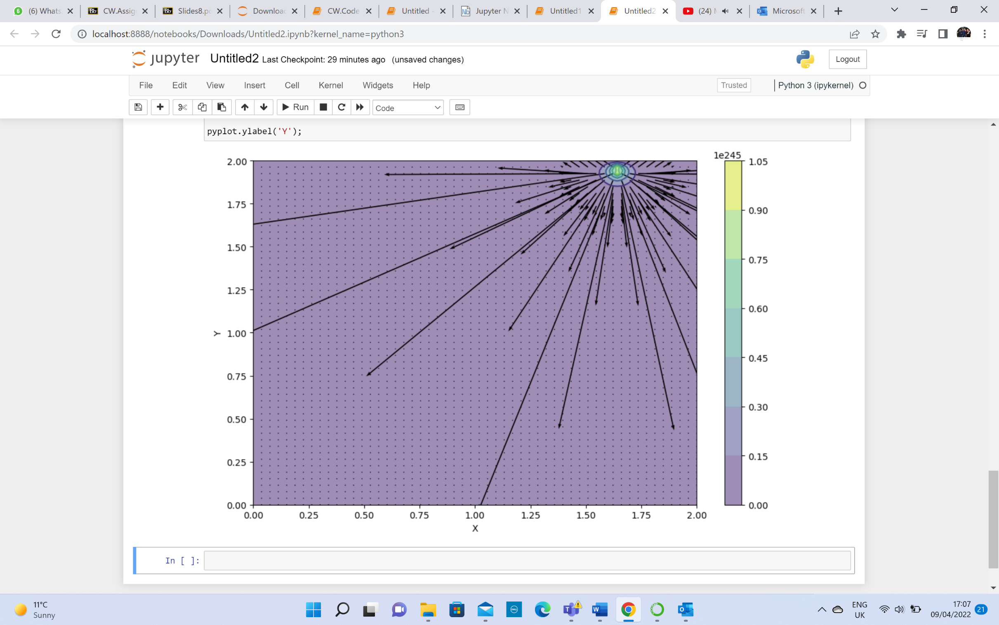 (6) Whats
CW.Assig
Slides8.pd
Downloac
CW.Code
Untitled -
Jupyter N
Untitled1
Untitled2
(24)
Microsoft
localhost:8888/notebooks/Downloads/Untitled2.ipynb?kernel_name=python3
jupyter Untitled2 Last Checkpoint: 29 minutes ago (unsaved changes)
Logout
File Edit View Insert Cell Kernel Widgets Help
Trusted
Python 3 (ipykernel)
Run
Code
pyplot.ylabel('Y');
1e245
2.00
1.75
1.50
1.25
1.00
0.75
0.50
0.25
0.00
Y
0.00 0.25 0.50 0.75 1.00 1.25 1.50 1.75 2.00
X
1.05
0.90
0.75
0.60
0.45
0.30
0.15
0.00
In [ ]:
11°C
Sunny
ENG
UK
17:07
09/04/2022
21